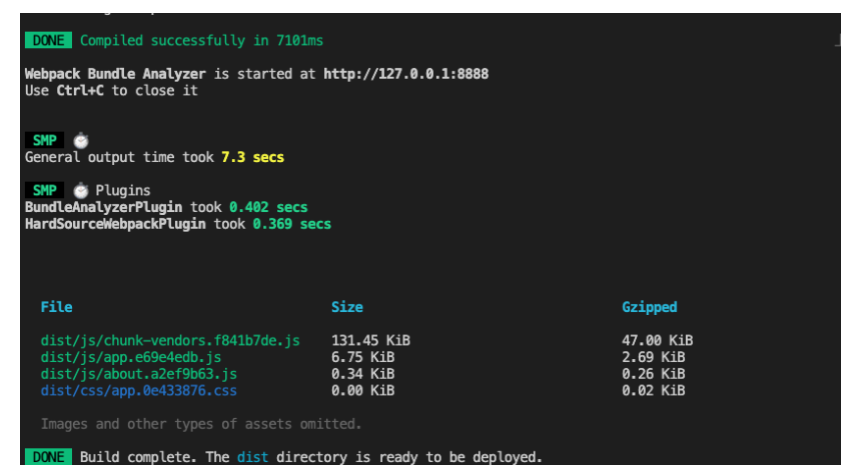 DONE Compiled successfully in 7101ms
Webpack Bundle Analyzer is started at http://127.0.0.1:8888
Use Ctrl+C to close it
SMP ⏱
General output time took 7.3 secs
SMP ⏱ Plugins
BundleAnalyzerPlugin took 0.402 secs
HardSourceWebpackPlugin took 0.369 secs
File Size Gzipped
dist/js/chunk-vendors.f841b7de.js 131.45 KiB 47.00 KiB
dist/js/app.e69e4edb.js 6.75 KiB 2.69 KiB
dist/js/about.a2ef9b63.js 0.34 KiB 0.26 KiB
dist/css/app.0e433876.css 0.00 KiB 0.02 KiB
Images and other types of assets omitted.
DONE Build complete. The dist directory is ready to be deployed.